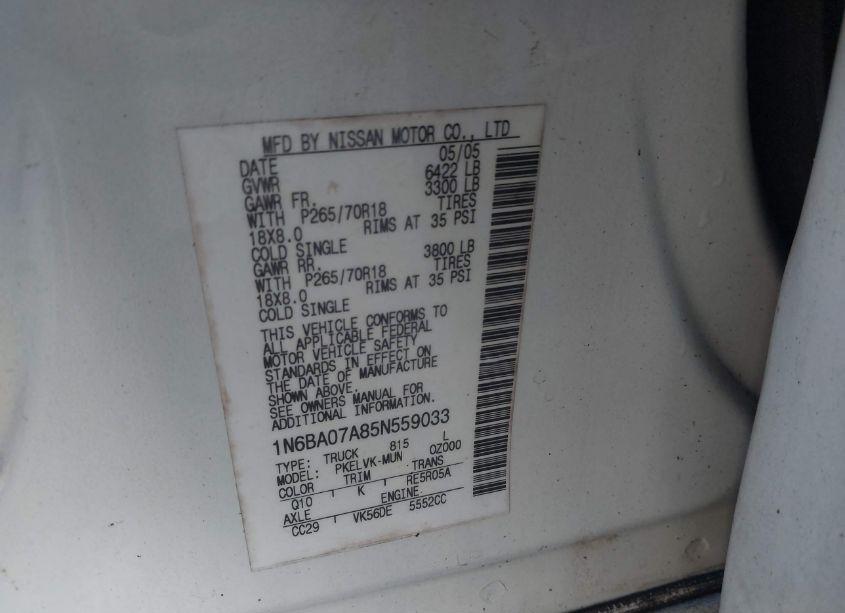 MFD BY NISSAN MOTOR CO., LTD
DATE 05/05
GVWR 6422 LB
GAWR FR. 3300 LB
WITH P265/70R18 TIRES
18X8.0 RIMS AT 35 PSI
COLD SINGLE
GAWR RR. 3800 LB
WITH P265/70R18 TIRES
18X8.0 RIMS AT 35 PSI
COLD SINGLE
THIS VEHICLE CONFORMS TO
ALL APPLICABLE FEDERAL
MOTOR VEHICLE SAFETY
STANDARDS IN EFFECT ON
THE DATE OF MANUFACTURE
SHOWN ABOVE.
SEE OWNERS MANUAL FOR
ADDITIONAL INFORMATION.
1N6BA07A85N559033
TYPE: TRUCK 815 L
MODEL: PKELVK-MUN 0Z000
COLOR TRIM TRANS
Q10 K RE5R05A
AXLE ENGINE
CC29 VK56DE 5552CC